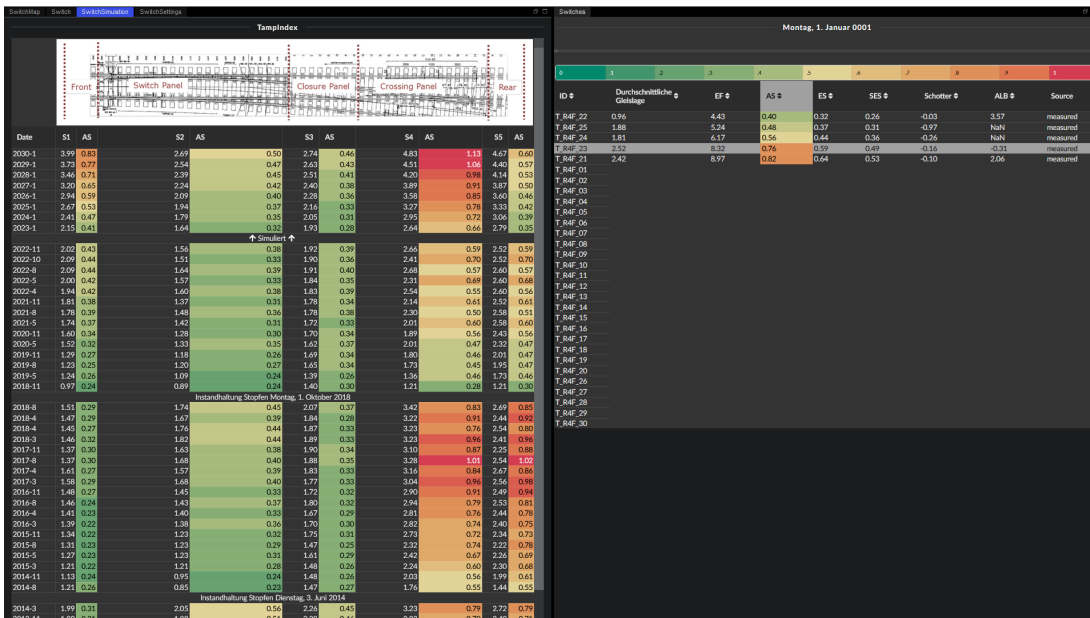 SwitchMap Switch SwitchSimulation SwitchSettings
TampIndex
Front Switch Panel Closure Panel Crossing Panel Rear
Date S1 AS S2 AS S3 AS S4 AS S5 AS
2030-1 3.99 0.83 2.69 0.50 2.74 0.46 4.83 1.13 4.67 0.60
2029-1 3.73 0.77 2.54 0.47 2.63 0.43 4.51 1.06 4.40 0.57
2028-1 3.46 0.71 2.39 0.45 2.51 0.41 4.20 0.98 4.14 0.53
2027-1 3.20 0.65 2.24 0.42 2.40 0.38 3.89 0.91 3.87 0.50
2026-1 2.94 0.59 2.09 0.40 2.28 0.36 3.58 0.85 3.60 0.46
2025-1 2.67 0.53 1.94 0.37 2.16 0.33 3.27 0.78 3.33 0.42
2024-1 2.41 0.47 1.79 0.35 2.05 0.31 2.95 0.72 3.06 0.39
2023-1 2.15 0.41 1.64 0.32 1.93 0.28 2.64 0.66 2.79 0.35
↑ Simuliert ↑
2022-11 2.02 0.43 1.56 0.38 1.92 0.39 2.66 0.59 2.52 0.59
2022-10 2.09 0.44 1.51 0.33 1.90 0.36 2.41 0.70 2.52 0.70
2022-8 2.09 0.44 1.64 0.39 1.91 0.40 2.68 0.57 2.60 0.57
2022-5 2.00 0.42 1.57 0.33 1.84 0.35 2.31 0.69 2.60 0.68
2022-4 1.94 0.42 1.60 0.38 1.83 0.39 2.54 0.55 2.60 0.56
2021-11 1.81 0.38 1.37 0.31 1.78 0.34 2.14 0.61 2.52 0.61
2021-8 1.78 0.39 1.48 0.36 1.78 0.38 2.30 0.50 2.58 0.51
2021-5 1.74 0.37 1.42 0.31 1.72 0.33 2.01 0.60 2.58 0.60
2020-11 1.60 0.34 1.28 0.30 1.70 0.34 1.89 0.56 2.43 0.56
2020-5 1.52 0.32 1.33 0.35 1.62 0.37 2.01 0.47 2.32 0.47
2019-11 1.29 0.27 1.18 0.26 1.69 0.34 1.80 0.46 2.01 0.47
2019-8 1.23 0.25 1.20 0.27 1.65 0.34 1.73 0.45 1.95 0.47
2019-5 1.24 0.26 1.09 0.24 1.39 0.26 1.36 0.46 1.73 0.46
2018-11 0.97 0.24 0.89 0.24 1.40 0.30 1.21 0.28 1.21 0.30
Instandhaltung Stopfen Montag, 1. Oktober 2018
2018-8 1.51 0.29 1.74 0.45 2.07 0.37 3.42 0.83 2.69 0.85
2018-4 1.47 0.29 1.67 0.39 1.84 0.28 3.22 0.91 2.44 0.92
2018-4 1.45 0.27 1.76 0.44 1.87 0.33 3.23 0.76 2.54 0.80
2018-3 1.46 0.32 1.82 0.44 1.89 0.33 3.23 0.96 2.41 0.96
2017-11 1.37 0.30 1.63 0.38 1.90 0.34 3.10 0.87 2.25 0.88
2017-8 1.37 0.30 1.68 0.40 1.88 0.35 3.28 1.01 2.54 1.02
2017-4 1.61 0.27 1.57 0.39 1.83 0.33 3.16 0.84 2.67 0.86
2017-3 1.58 0.29 1.68 0.40 1.77 0.33 3.04 0.96 2.56 0.98
2016-11 1.48 0.27 1.45 0.33 1.72 0.32 2.90 0.91 2.49 0.94
2016-8 1.46 0.24 1.43 0.37 1.80 0.32 2.94 0.79 2.53 0.81
2016-4 1.41 0.23 1.40 0.33 1.67 0.29 2.81 0.76 2.44 0.78
2016-3 1.39 0.22 1.38 0.36 1.70 0.30 2.82 0.74 2.40 0.75
2015-11 1.34 0.22 1.23 0.32 1.75 0.31 2.73 0.72 2.34 0.73
2015-8 1.31 0.23 1.23 0.29 1.47 0.25 2.32 0.74 2.22 0.78
2015-5 1.27 0.23 1.23 0.31 1.61 0.29 2.42 0.67 2.26 0.69
2015-3 1.21 0.22 1.21 0.28 1.48 0.26 2.24 0.60 2.30 0.68
2014-11 1.13 0.24 0.95 0.24 1.48 0.26 2.03 0.56 1.99 0.61
2014-8 1.21 0.26 0.85 0.23 1.47 0.27 1.76 0.55 1.44 0.55
Instandhaltung Stopfen Dienstag, 3. Juni 2014
2014-3 1.99 0.31 2.05 0.56 2.26 0.45 3.23 0.79 2.72 0.79
Switches
Montag, 1. Januar 0001
0 .1 .2 .3 .4 .5 .6 .7 .8 .9 1
ID Durchschnittliche Gleislage EF AS ES SES Schotter ALB Source
T_R4F_22 0.96 4.43 0.40 0.32 0.26 -0.03 3.57 measured
T_R4F_25 1.88 5.24 0.48 0.37 0.31 -0.97 NaN measured
T_R4F_24 1.81 6.17 0.56 0.44 0.36 -0.26 NaN measured
T_R4F_23 2.52 8.32 0.76 0.59 0.49 -0.16 -0.31 measured
T_R4F_21 2.42 8.97 0.82 0.64 0.53 -0.10 2.06 measured
T_R4F_01
T_R4F_02
T_R4F_03
T_R4F_04
T_R4F_05
T_R4F_06
T_R4F_07
T_R4F_08
T_R4F_09
T_R4F_10
T_R4F_11
T_R4F_12
T_R4F_13
T_R4F_14
T_R4F_15
T_R4F_16
T_R4F_17
T_R4F_18
T_R4F_19
T_R4F_20
T_R4F_26
T_R4F_27
T_R4F_28
T_R4F_29
T_R4F_30